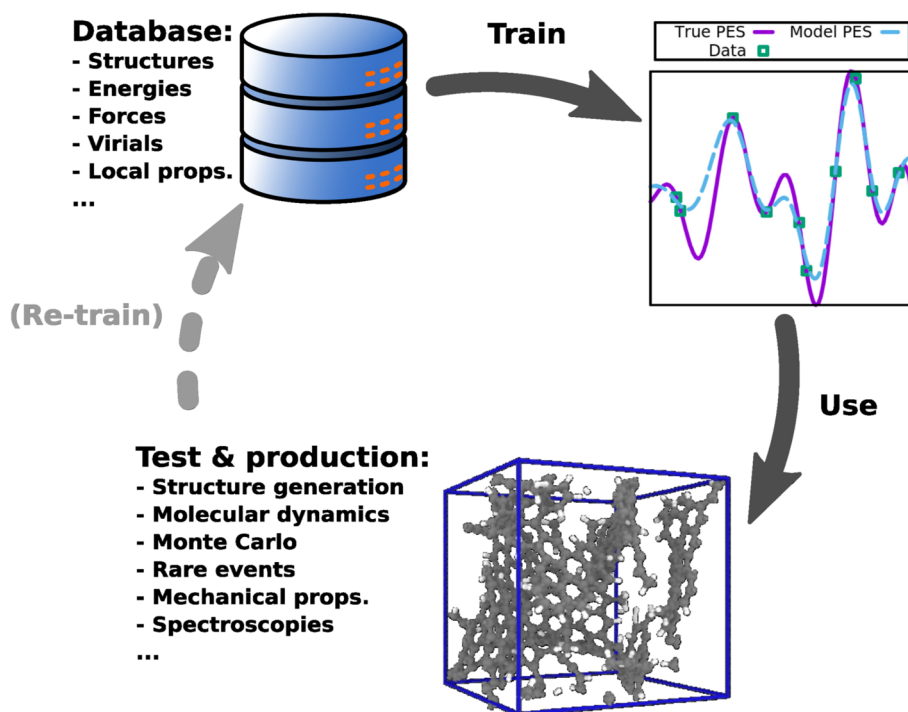 Database:
- Structures
- Energies
- Forces
- Virials
- Local props.
...
Train
True PES
Model PES
Data
(Re-train)
Use
Test & production:
- Structure generation
- Molecular dynamics
- Monte Carlo
- Rare events
- Mechanical props.
- Spectroscopies
...